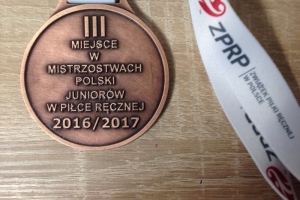 III
MIEJSCE
W
MISTRZOSTWACH
POLSKI
JUNIORÓW
W PIŁCE RĘCZNEJ
2016/2017
ZPRP
ZWIĄZEK PIŁKI RĘCZNEJ
W POLSCE